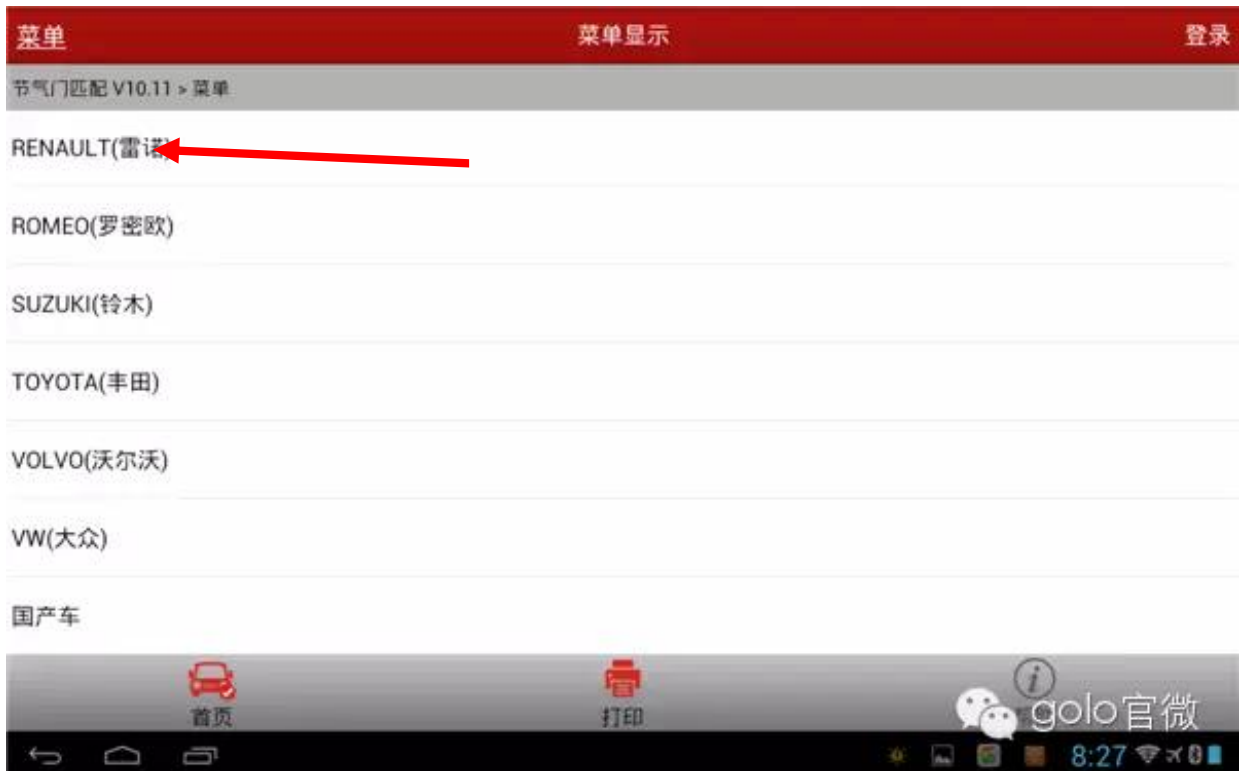 菜单 菜单显示 登录
节气门匹配 V10.11 > 菜单
RENAULT(雷诺)
ROMEO(罗密欧)
SUZUKI(铃木)
TOYOTA(丰田)
VOLVO(沃尔沃)
VW(大众)
国产车
首页 打印
golo官微
8:27